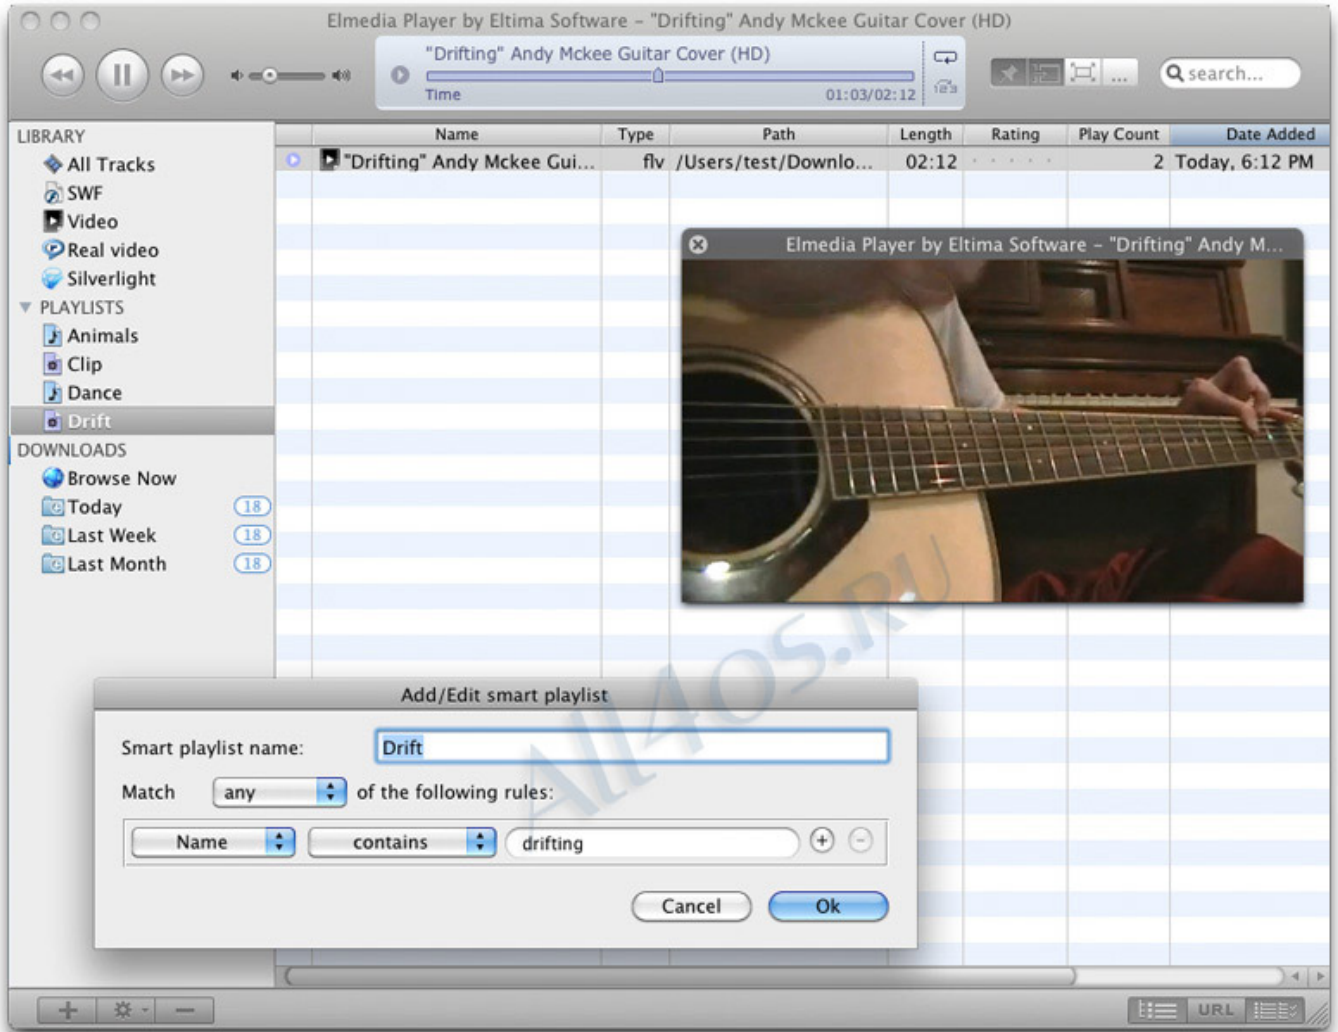 Elmedia Player by Eltima Software – "Drifting" Andy Mckee Guitar Cover (HD)
"Drifting" Andy Mckee Guitar Cover (HD)
Time 01:03/02:12
123
...
search...
LIBRARY
All Tracks
SWF
Video
Real video
Silverlight
PLAYLISTS
Animals
Clip
Dance
Drift
DOWNLOADS
Browse Now
Today 18
Last Week 18
Last Month 18
Name Type Path Length Rating Play Count Date Added
"Drifting" Andy Mckee Gui... flv /Users/test/Downlo... 02:12 2 Today, 6:12 PM
Elmedia Player by Eltima Software – "Drifting" Andy M...
All4os.RU
Add/Edit smart playlist
Smart playlist name: Drift
Match any of the following rules:
Name contains drifting
Cancel Ok
URL